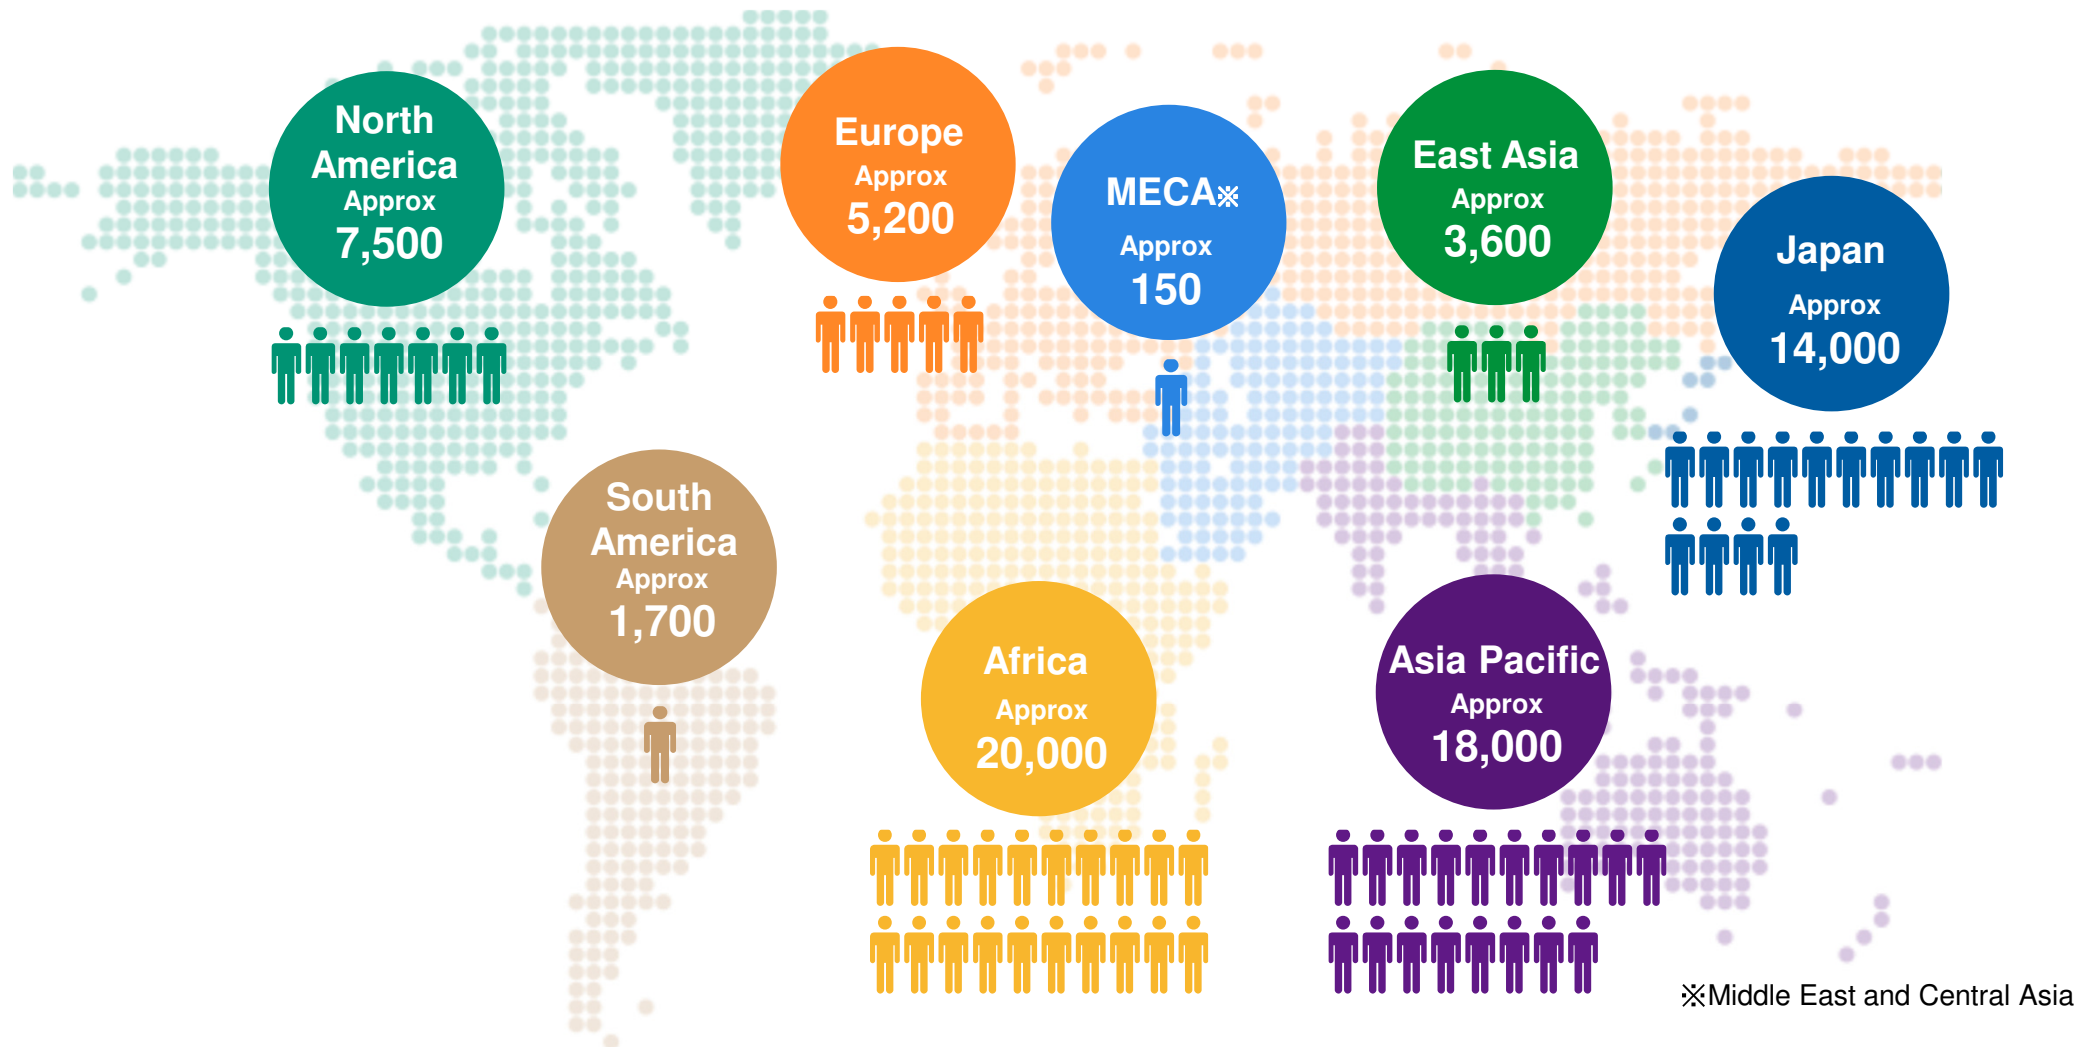 North
America
Approx
7,500
Europe
Approx
5,200
MECA※
Approx
150
East Asia
Approx
3,600
Japan
Approx
14,000
South
America
Approx
1,700
Africa
Approx
20,000
Asia Pacific
Approx
18,000
※Middle East and Central Asia